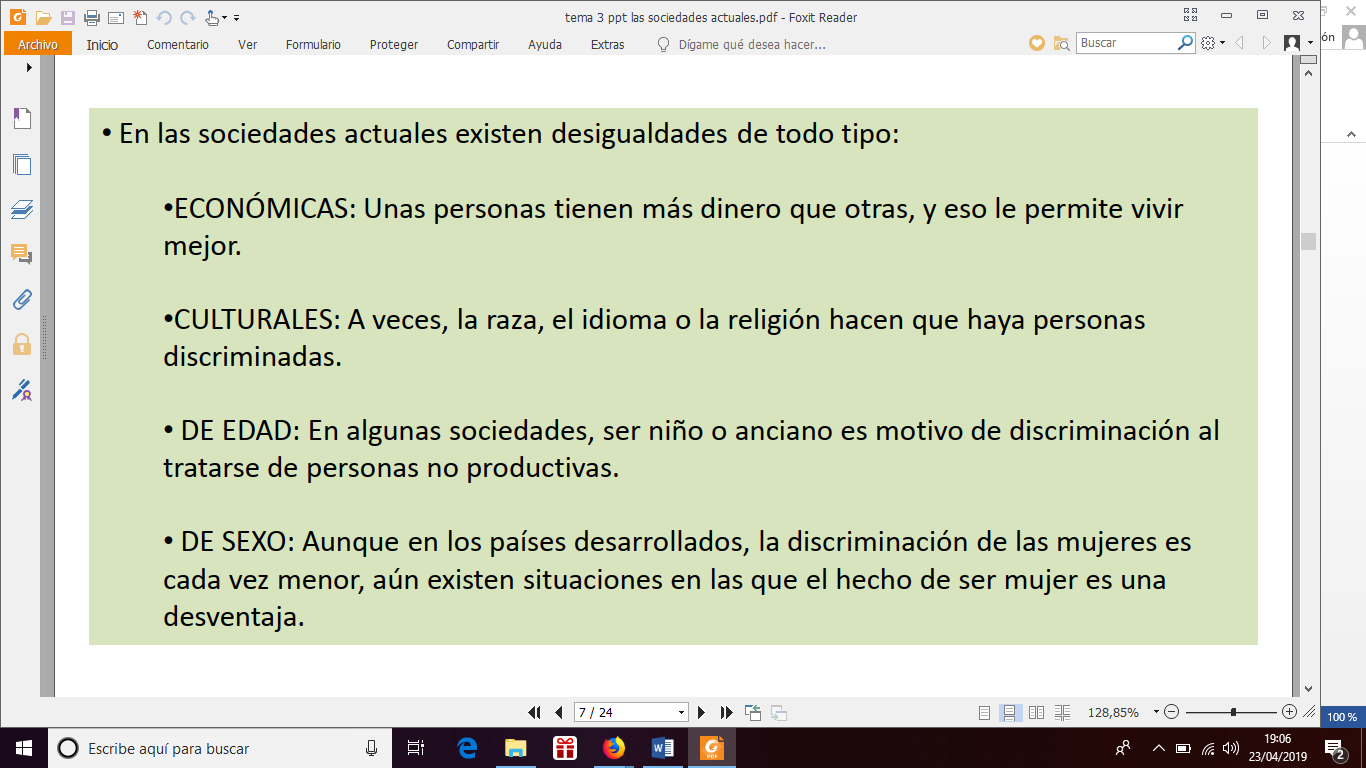 tema 3 ppt las sociedades actuales.pdf - Foxit Reader
Archivo Inicio Comentario Ver Formulario Proteger Compartir Ayuda Extras Dígame qué desea hacer... Buscar
ón
• En las sociedades actuales existen desigualdades de todo tipo:
•ECONÓMICAS: Unas personas tienen más dinero que otras, y eso le permite vivir
mejor.
•CULTURALES: A veces, la raza, el idioma o la religión hacen que haya personas
discriminadas.
• DE EDAD: En algunas sociedades, ser niño o anciano es motivo de discriminación al
tratarse de personas no productivas.
• DE SEXO: Aunque en los países desarrollados, la discriminación de las mujeres es
cada vez menor, aún existen situaciones en las que el hecho de ser mujer es una
desventaja.
7 / 24
128,85%
100 %
Escribe aquí para buscar
19:06
23/04/2019
2